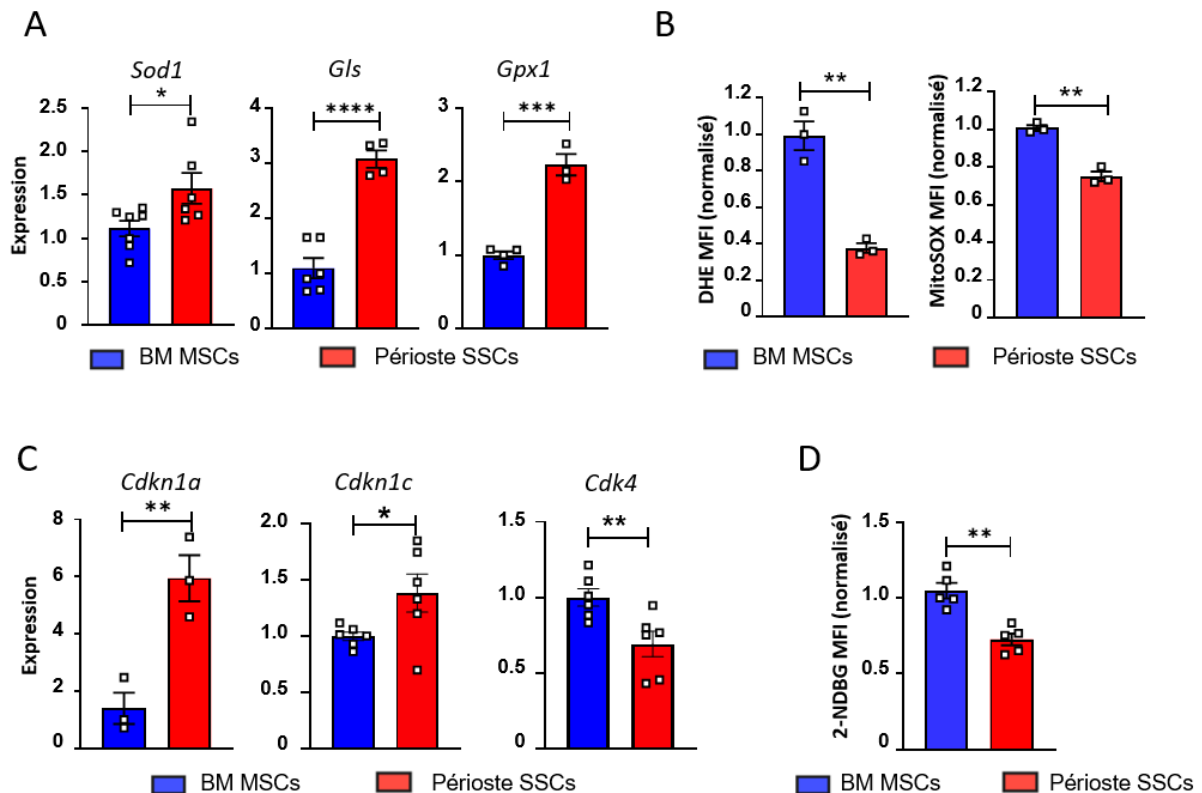 A
Sod1
*
Expression
2.5
2.0
1.5
1.0
0.5
0
Gls
****
4
3
2
1
0
Gpx1
***
3
2
1
0
BM MSCs
Périoste SSCs
B
**
DHE MFI (normalisé)
1.2
1.0
0.8
0.6
0.4
0.2
0
**
MitoSOX MFI (normalisé)
1.2
1.0
0.8
0.6
0.4
0.2
0
BM MSCs
Périoste SSCs
C
Cdkn1a
**
Expression
8
6
4
2
0
Cdkn1c
*
2.0
1.5
1.0
0.5
0
Cdk4
**
1.5
1.0
0.5
0
BM MSCs
Périoste SSCs
D
**
2-NDBG MFI (normalisé)
1.5
1.0
0.5
0
BM MSCs
Périoste SSCs